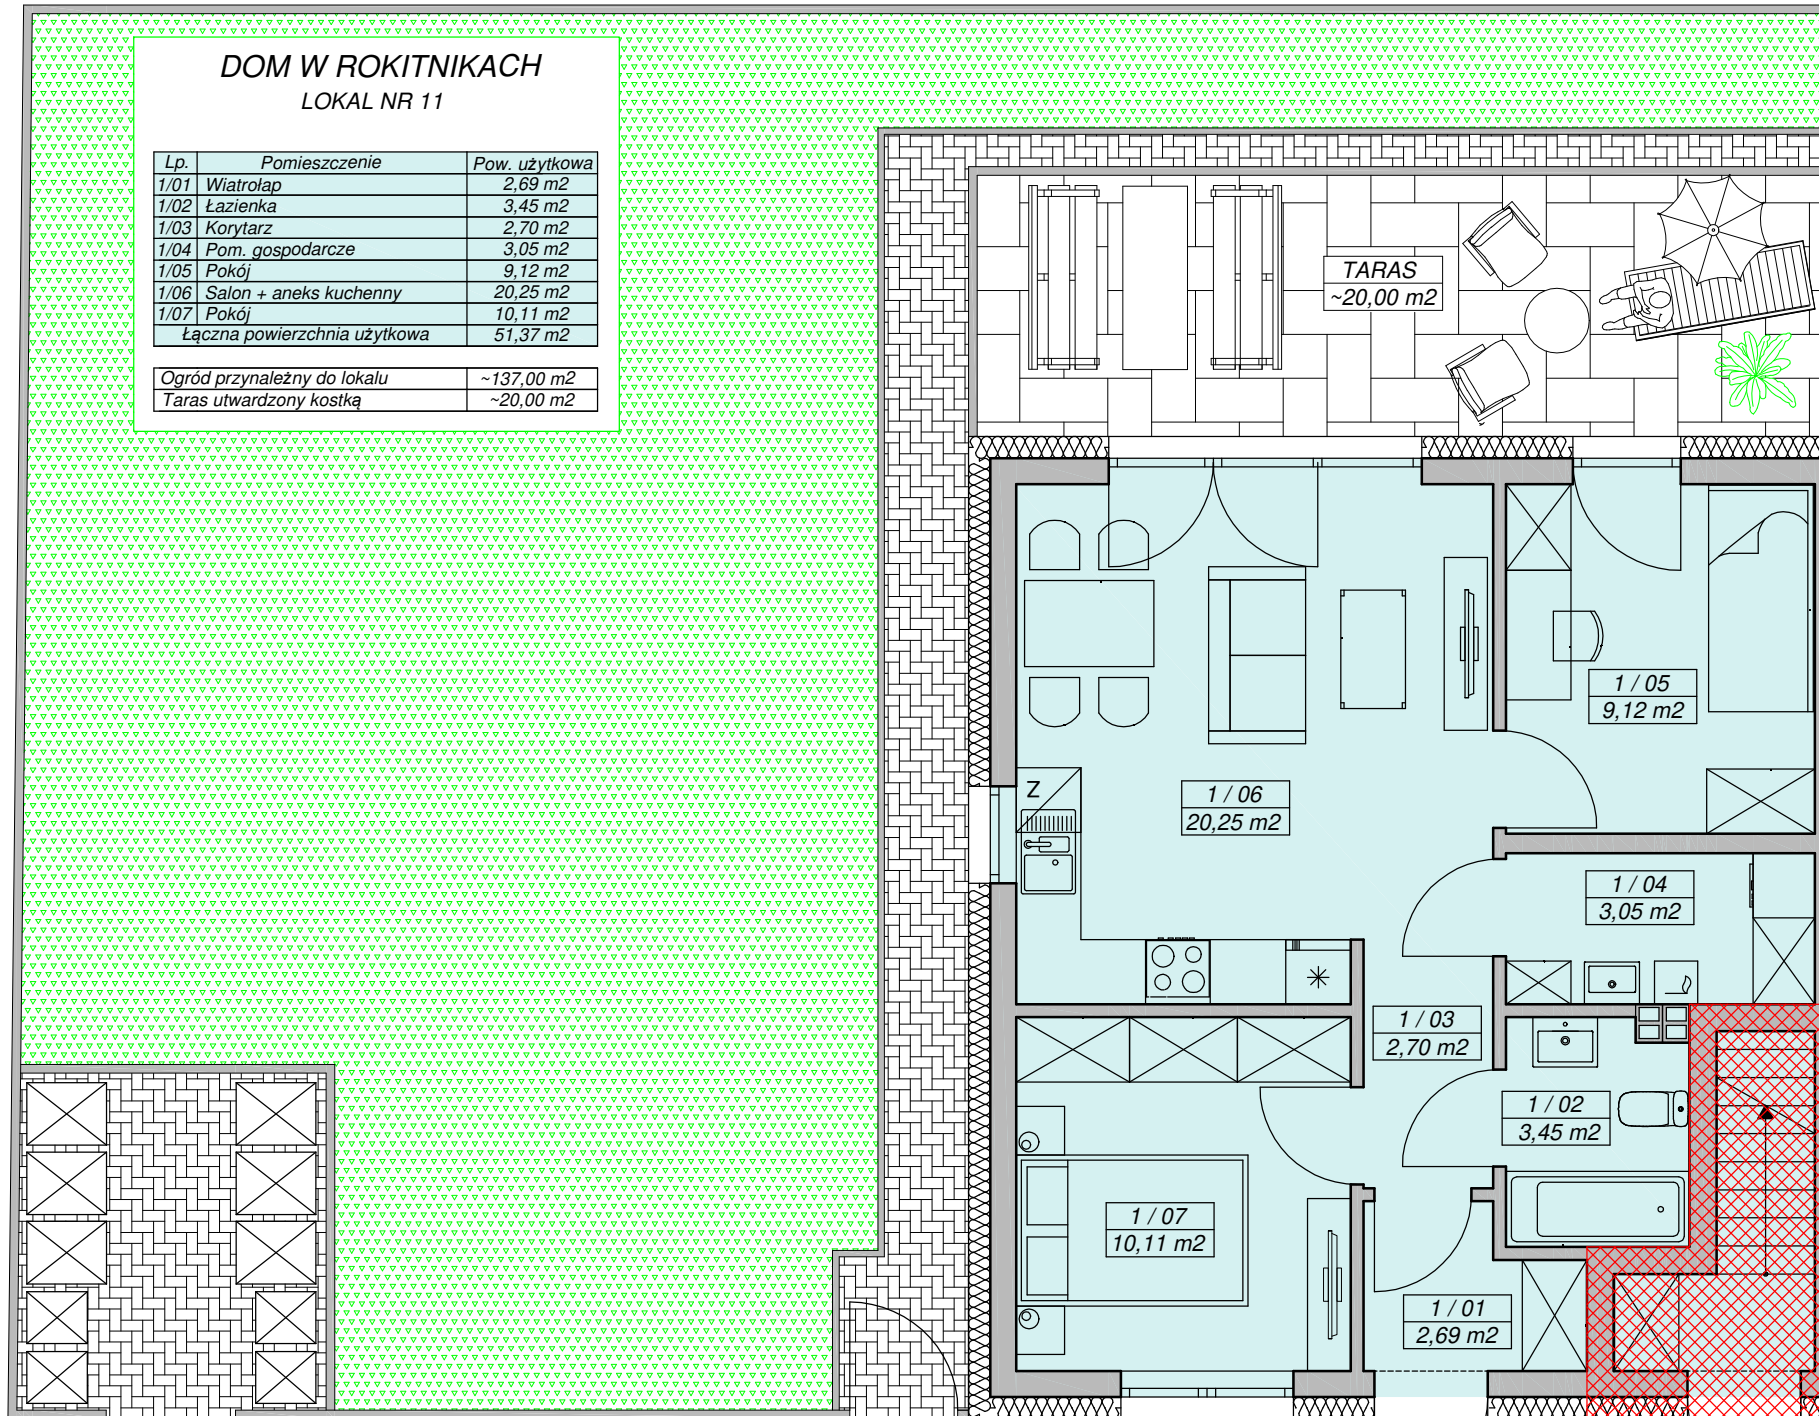 DOM W ROKITNIKACH
LOKAL NR 11
Lp. Pomieszczenie Pow. użytkowa
1/01 Wiatrołap 2,69 m2
1/02 Łazienka 3,45 m2
1/03 Korytarz 2,70 m2
1/04 Pom. gospodarcze 3,05 m2
1/05 Pokój 9,12 m2
1/06 Salon + aneks kuchenny 20,25 m2
1/07 Pokój 10,11 m2
Łączna powierzchnia użytkowa 51,37 m2
Ogród przynależny do lokalu ~137,00 m2
Taras utwardzony kostką ~20,00 m2
TARAS
~20,00 m2
1 / 05
9,12 m2
Z
1 / 06
20,25 m2
1 / 04
3,05 m2
1 / 03
2,70 m2
1 / 02
3,45 m2
1 / 07
10,11 m2
1 / 01
2,69 m2